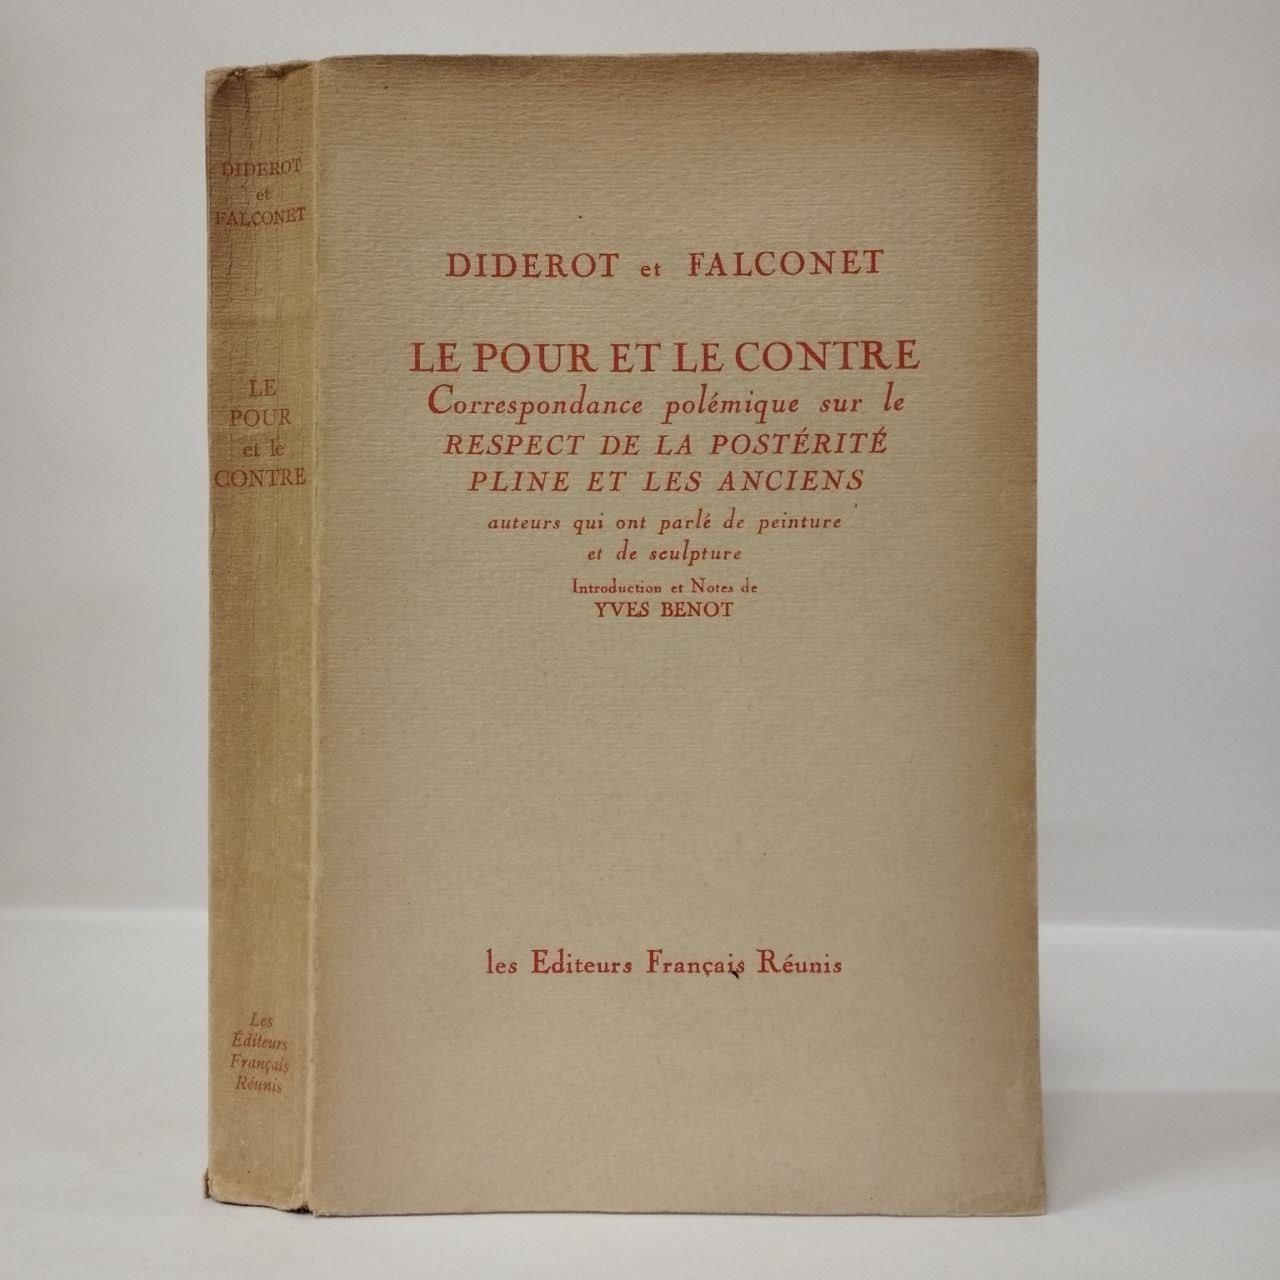 DIDEROT
et
FALCONET
LE
POUR
et le
CONTRE
Les
Éditeurs
Français
Réunis
DIDEROT et FALCONET
LE POUR ET LE CONTRE
Correspondance polémique sur le
RESPECT DE LA POSTÉRITÉ
PLINE ET LES ANCIENS
auteurs qui ont parlé de peinture
et de sculpture
Introduction et Notes de
YVES BENOT
les Editeurs Français Réunis